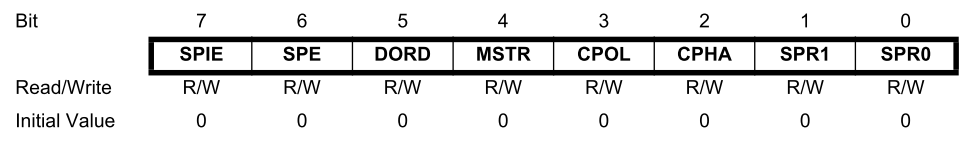 Bit 7 6 5 4 3 2 1 0
SPIE SPE DORD MSTR CPOL CPHA SPR1 SPR0
Read/Write R/W R/W R/W R/W R/W R/W R/W R/W
Initial Value 0 0 0 0 0 0 0 0